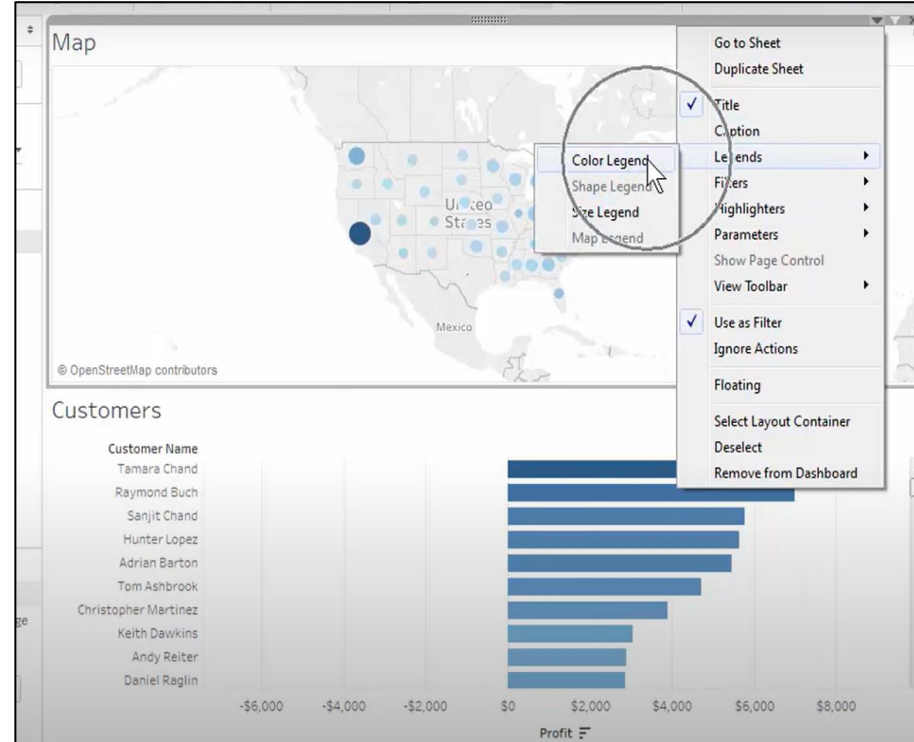 Map
Go to Sheet
Duplicate Sheet
Title
Caption
Legends
Filters
Highlighters
Parameters
Show Page Control
View Toolbar
Use as Filter
Ignore Actions
Floating
Select Layout Container
Deselect
Remove from Dashboard
Color Legend
Shape Legend
Size Legend
Map Legend
United
States
Mexico
© OpenStreetMap contributors
Customers
Customer Name
Tamara Chand
Raymond Buch
Sanjit Chand
Hunter Lopez
Adrian Barton
Tom Ashbrook
Christopher Martinez
Keith Dawkins
Andy Reiter
Daniel Raglin
-$6,000 -$4,000 -$2,000 $0 $2,000 $4,000 $6,000 $8,000
Profit